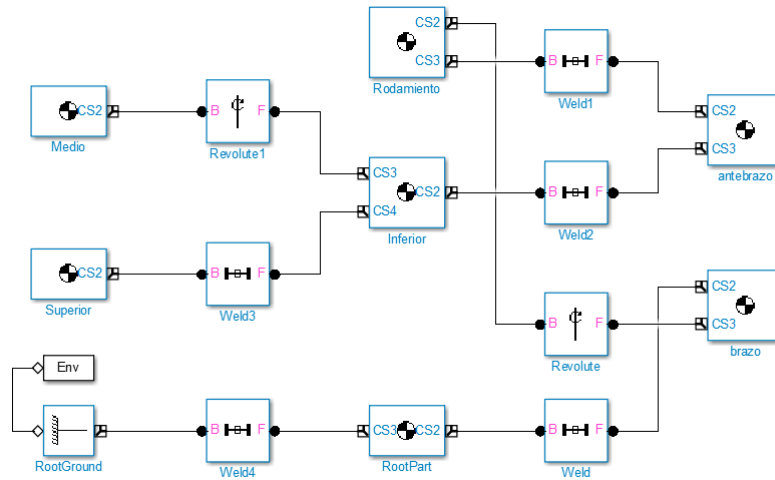 CS2
CS3
Rodamiento
B F
Weld1
CS2
CS3
antebrazo
CS2
Medio
B F
Revolute1
CS3
CS4
CS2
Inferior
B F
Weld2
CS2
Superior
B F
Weld3
B F
Revolute
CS2
CS3
brazo
Env
RootGround
B F
Weld4
CS3 CS2
RootPart
B F
Weld